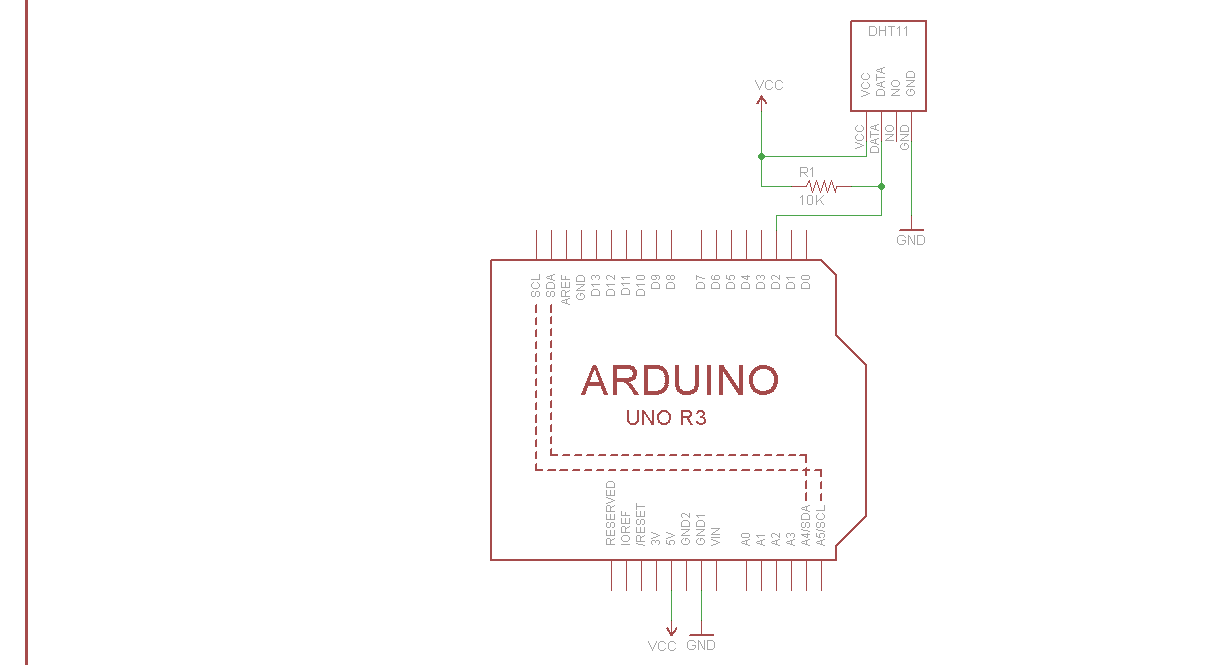 DHT11
VCC
DATA
NO
GND
VCC
VCC
DATA
NO
GND
R1
10K
GND
SCL
SDA
AREF
GND
D13
D12
D11
D10
D9
D8
D7
D6
D5
D4
D3
D2
D1
D0
ARDUINO
UNO R3
RESERVED
IOREF
/RESET
3V
5V
GND2
GND1
VIN
A0
A1
A2
A3
A4/SDA
A5/SCL
VCC
GND